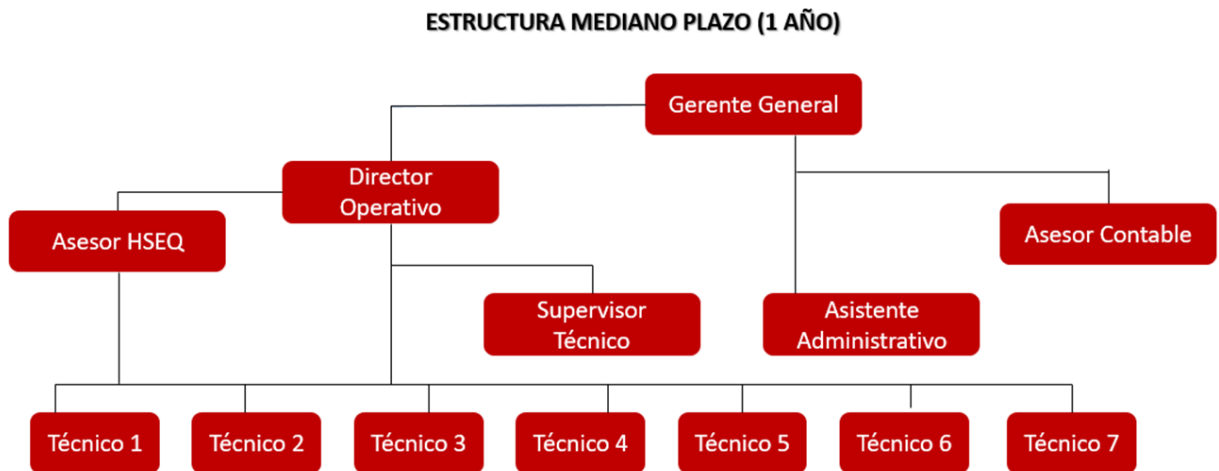 ESTRUCTURA MEDIANO PLAZO (1 AÑO)
Gerente General
Director
Operativo
Asesor HSEQ
Asesor Contable
Supervisor
Técnico
Asistente
Administrativo
Técnico 1
Técnico 2
Técnico 3
Técnico 4
Técnico 5
Técnico 6
Técnico 7